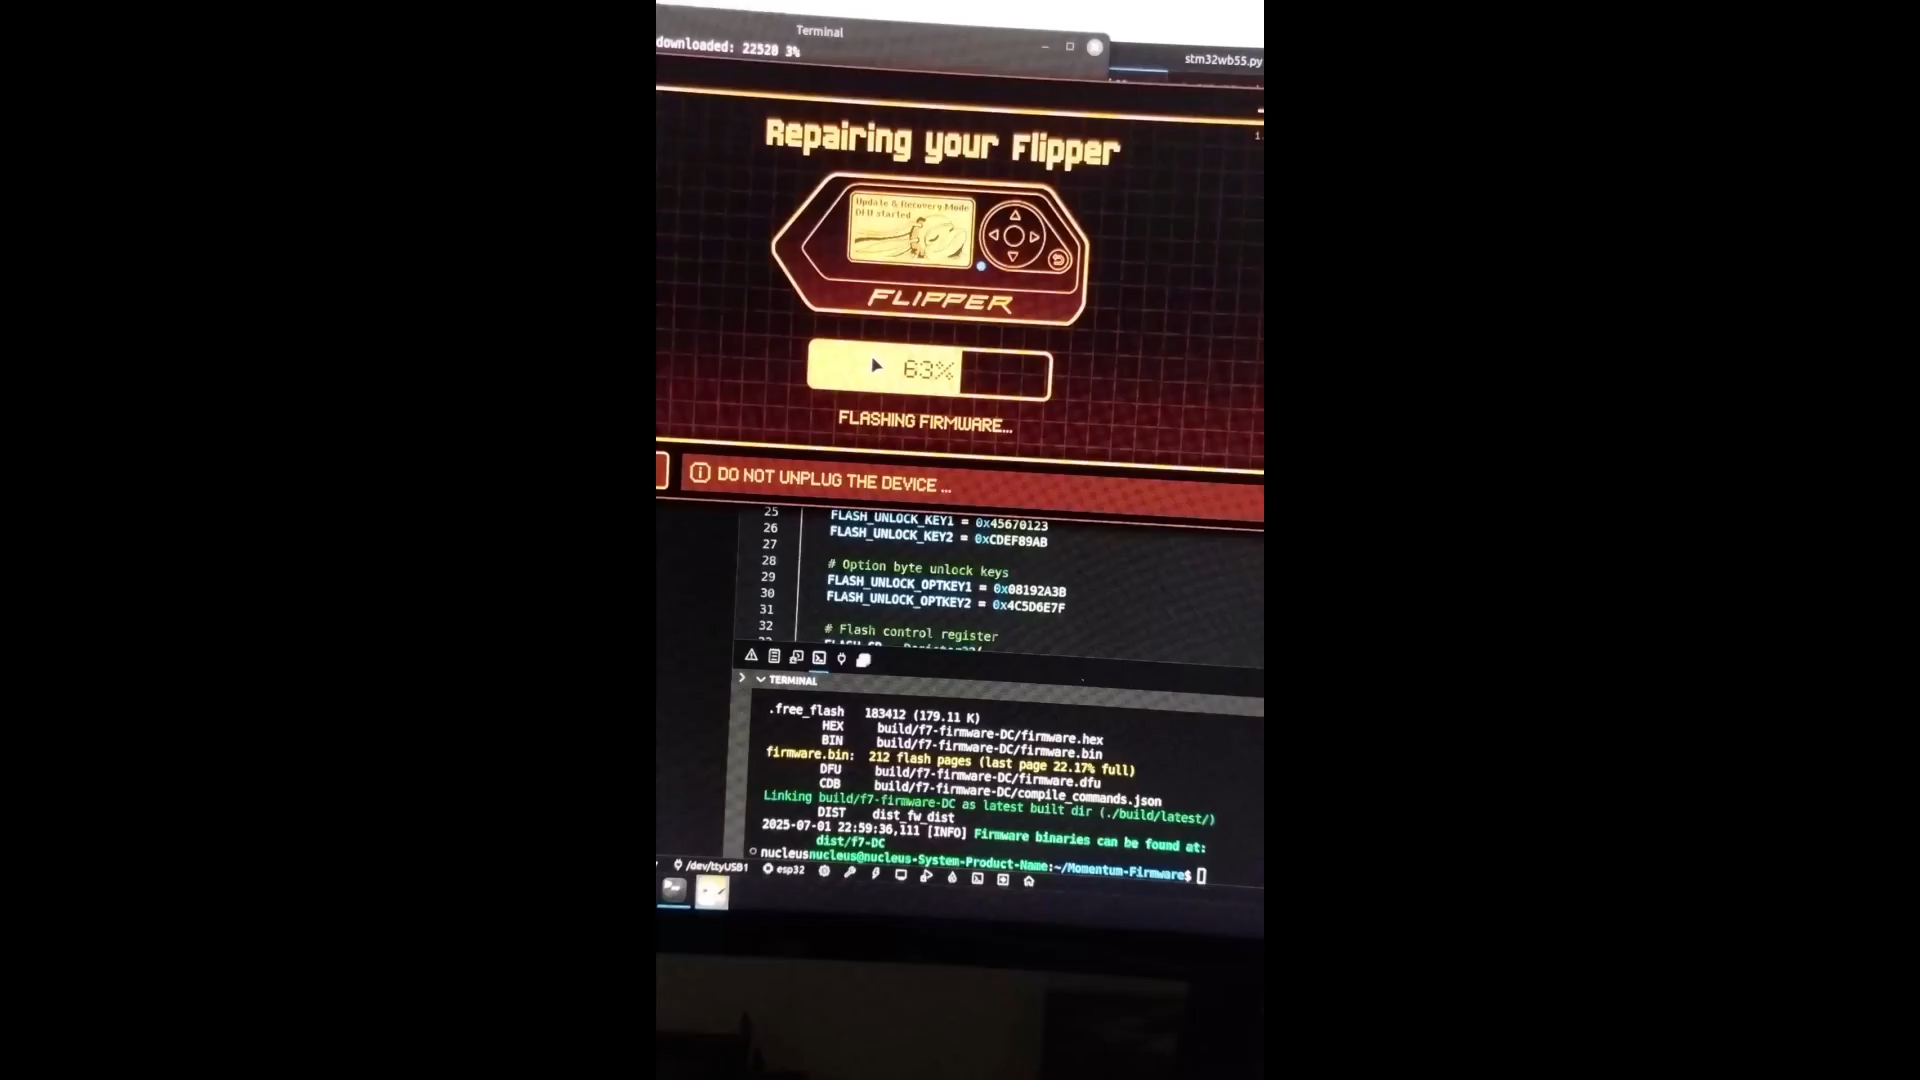 Terminal
downloaded: 22528 3%
stm32wb55.py
Repairing your Flipper
Update & Recovery Mode
DFU started
FLIPPER
63%
FLASHING FIRMWARE...
DO NOT UNPLUG THE DEVICE ...
25 FLASH_UNLOCK_KEY1 = 0x45670123
26 FLASH_UNLOCK_KEY2 = 0xCDEF89AB
27
28 # Option byte unlock keys
29 FLASH_UNLOCK_OPTKEY1 = 0x08192A3B
30 FLASH_UNLOCK_OPTKEY2 = 0x4C5D6E7F
31
32 # Flash control register
TERMINAL
.free_flash 183412 (179.11 K)
HEX build/f7-firmware-DC/firmware.hex
BIN build/f7-firmware-DC/firmware.bin
firmware.bin: 212 flash pages (last page 22.17% full)
DFU build/f7-firmware-DC/firmware.dfu
CDB build/f7-firmware-DC/compile_commands.json
Linking build/f7-firmware-DC as latest built dir (./build/latest/)
DIST dist_fw_dist
2025-07-01 22:59:36,111 [INFO] Firmware binaries can be found at:
dist/f7-DC
nucleusnucleus@nucleus-System-Product-Name:~/Momentum-Firmware$
/dev/ttyUSB1 esp32